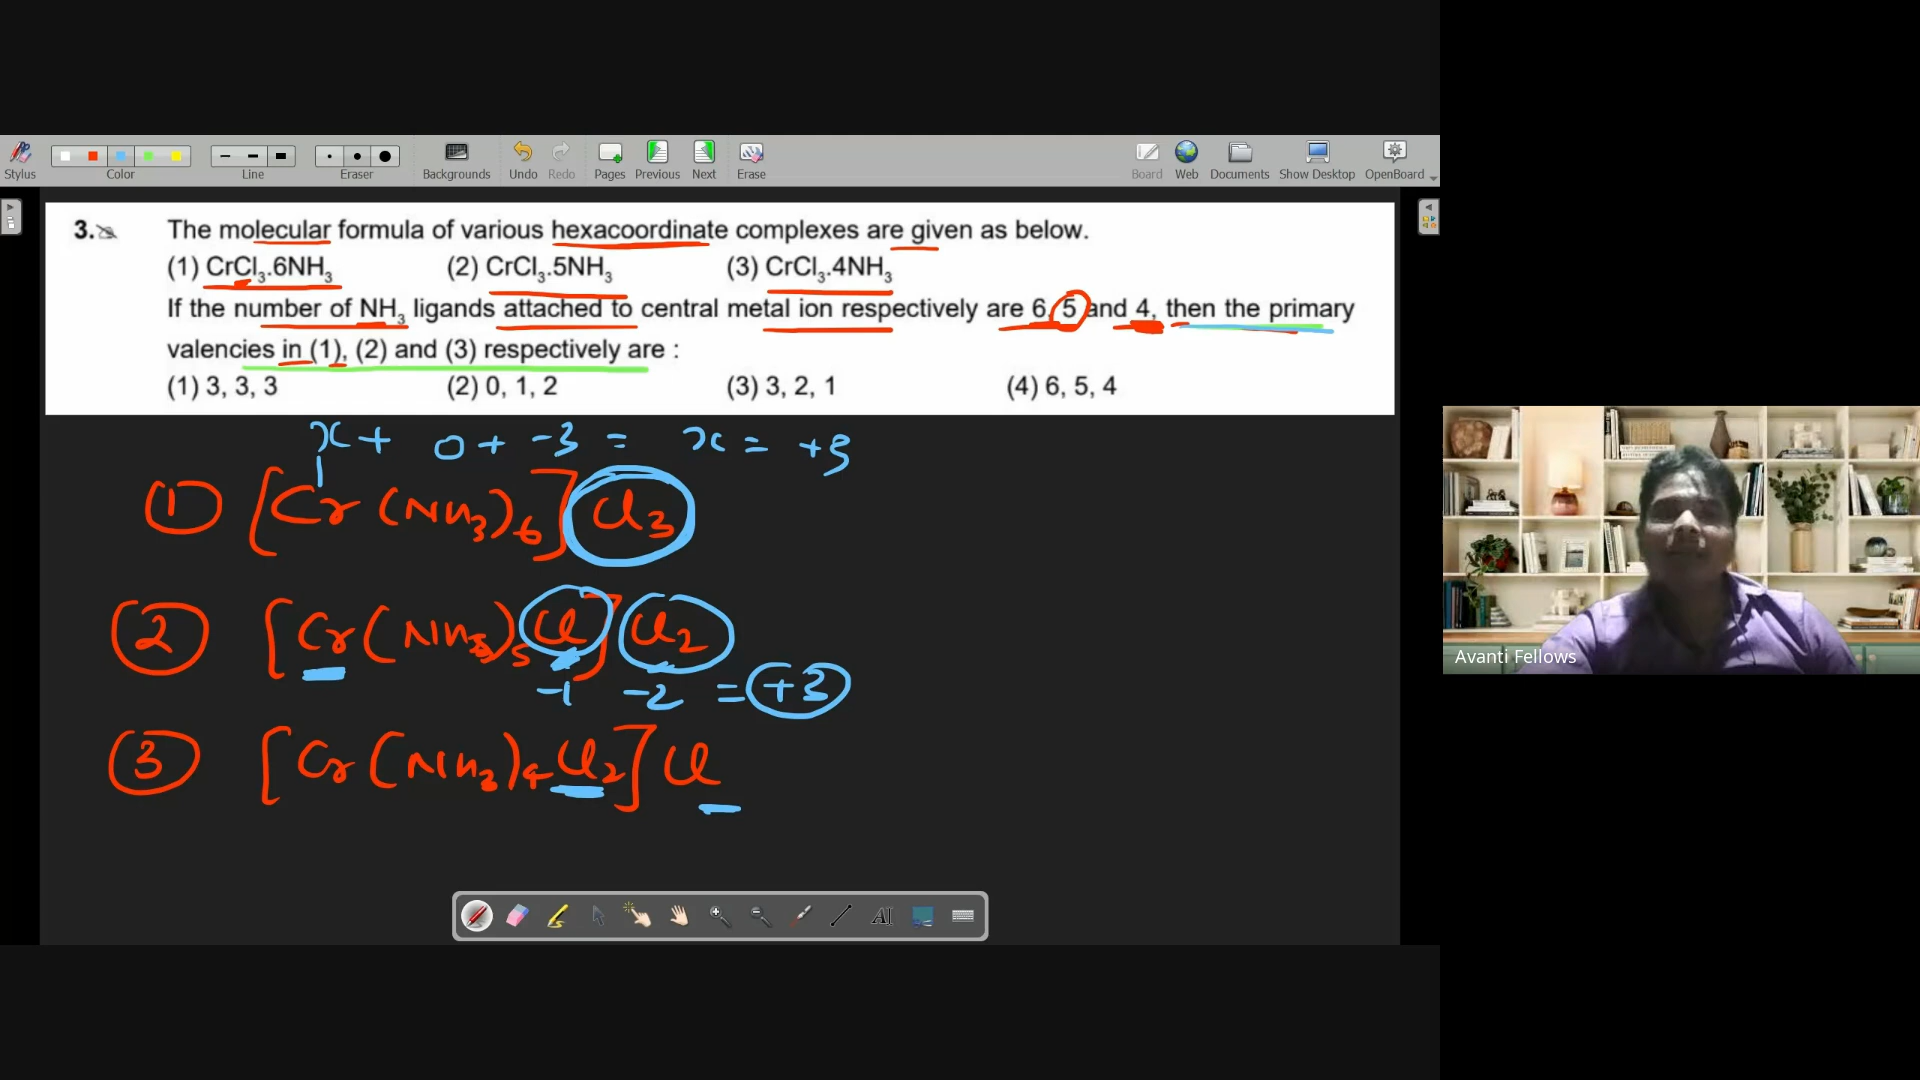 Stylus Color Line Eraser Backgrounds Undo Redo Pages Previous Next Erase Board Web Documents Show Desktop OpenBoard
3. The molecular formula of various hexacoordinate complexes are given as below.
(1) CrCl₃.6NH₃ (2) CrCl₃.5NH₃ (3) CrCl₃.4NH₃
If the number of NH₃ ligands attached to central metal ion respectively are 6, 5 and 4, then the primary
valencies in (1), (2) and (3) respectively are :
(1) 3, 3, 3 (2) 0, 1, 2 (3) 3, 2, 1 (4) 6, 5, 4
x + 0 + -3 = x = +3
① [Cr(NH₃)₆]Cl₃
② [Cr(NH₃)₅Cl]Cl₂
-1 -2 = +3
③ [Cr(NH₃)₄Cl₂]Cl
Avanti Fellows
AI